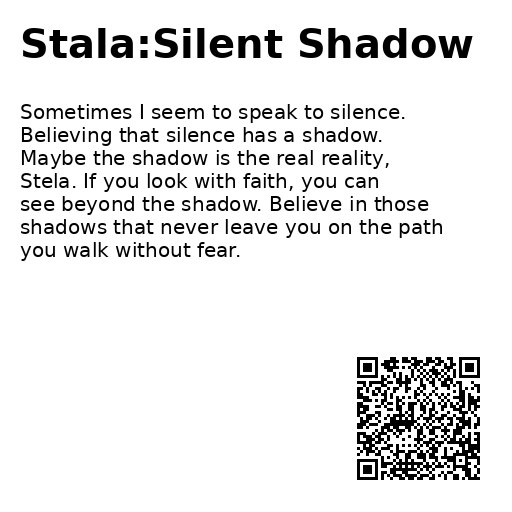 Stala:Silent Shadow
Sometimes I seem to speak to silence.
Believing that silence has a shadow.
Maybe the shadow is the real reality,
Stela. If you look with faith, you can
see beyond the shadow. Believe in those
shadows that never leave you on the path
you walk without fear.